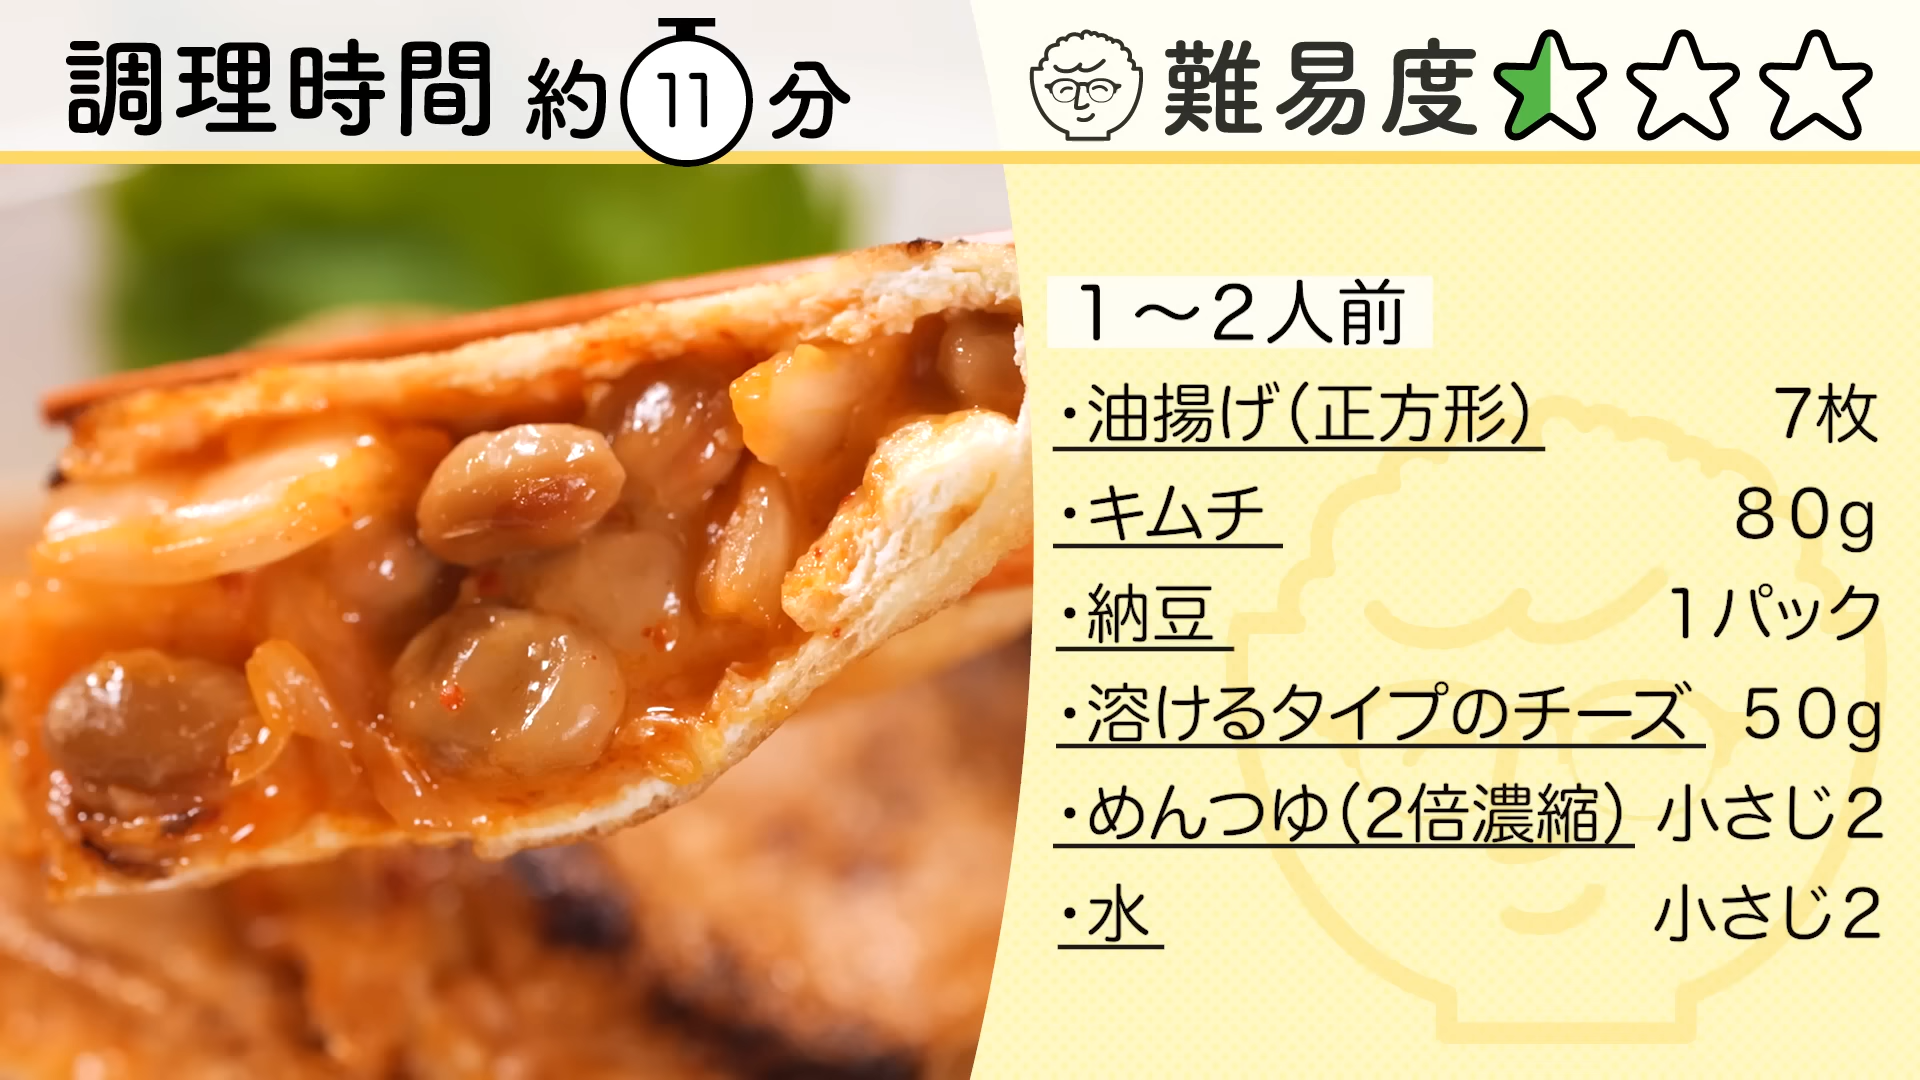 調理時間 約11分
難易度
1〜2人前
・油揚げ(正方形) 7枚
・キムチ 80g
・納豆 1パック
・溶けるタイプのチーズ 50g
・めんつゆ(2倍濃縮) 小さじ2
・水 小さじ2